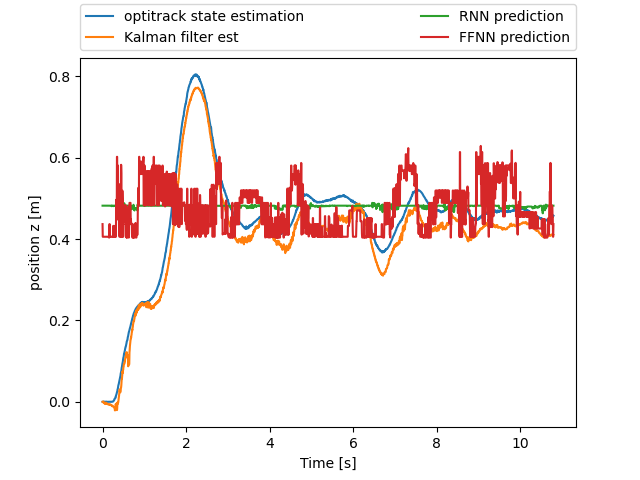 optitrack state estimation
Kalman filter est
RNN prediction
FFNN prediction
position z [m]
0.8
0.6
0.4
0.2
0.0
0 2 4 6 8 10
Time [s]